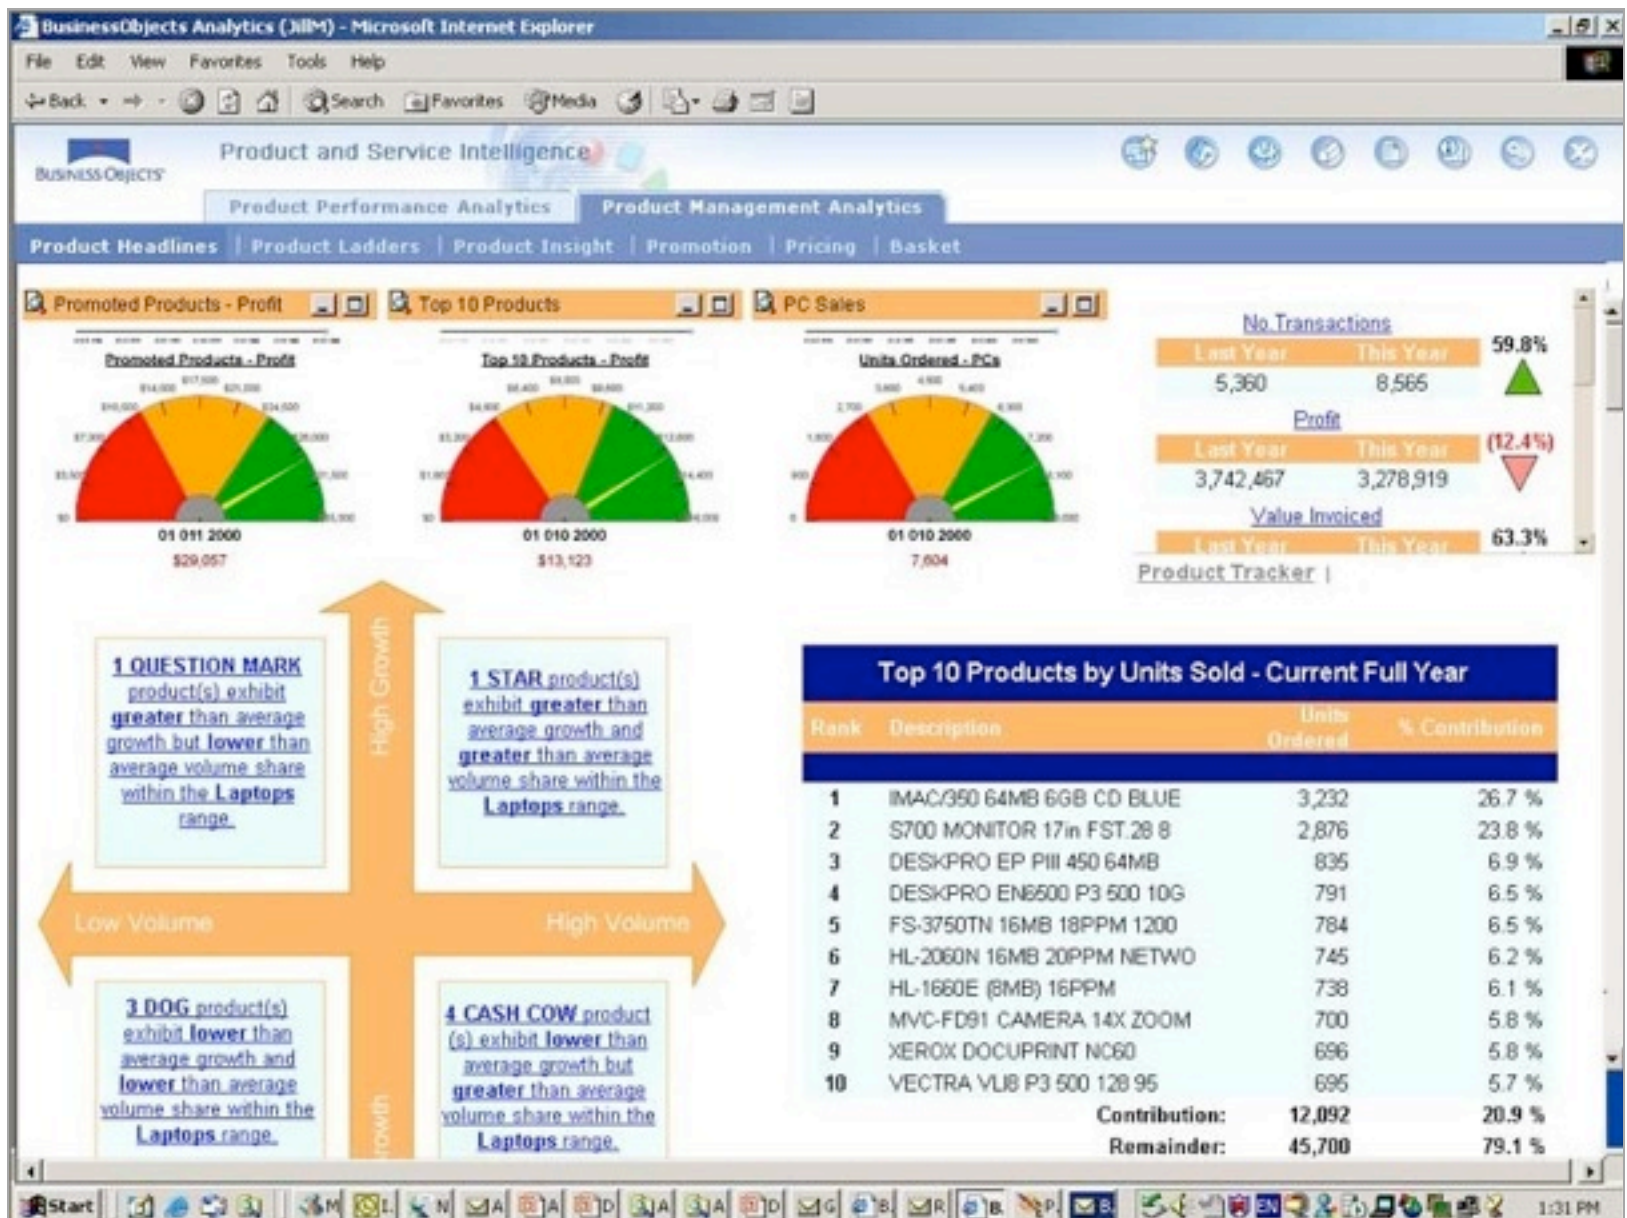 BusinessObjects Analytics (JillM) - Microsoft Internet Explorer
File Edit View Favorites Tools Help
Back Search Favorites Media
BUSINESS OBJECTS
Product and Service Intelligence
Product Performance Analytics Product Management Analytics
Product Headlines | Product Ladders | Product Insight | Promotion | Pricing | Basket
Promoted Products - Profit
Promoted Products - Profit
01 011 2000
$29,057
Top 10 Products
Top 10 Products - Profit
01 010 2000
$13,123
PC Sales
Units Ordered - PCs
01 010 2000
7,604
No.Transactions
Last Year This Year 59.8%
5,360 8,565
Profit
Last Year This Year (12.4%)
3,742,467 3,278,919
Value Invoiced
Last Year This Year 63.3%
Product Tracker |
High Growth
1 QUESTION MARK
product(s) exhibit
greater than average
growth but lower than
average volume share
within the Laptops
range.
1 STAR product(s)
exhibit greater than
average growth and
greater than average
volume share within the
Laptops range.
Low Volume High Volume
3 DOG product(s)
exhibit lower than
average growth and
lower than average
volume share within the
Laptops range.
4 CASH COW product
(s) exhibit lower than
average growth but
greater than average
volume share within the
Laptops range.
Top 10 Products by Units Sold - Current Full Year
Rank Description Units Ordered % Contribution
1 IMAC/350 64MB 6GB CD BLUE 3,232 26.7 %
2 S700 MONITOR 17in FST.28 8 2,876 23.8 %
3 DESKPRO EP PIII 450 64MB 835 6.9 %
4 DESKPRO EN6500 P3 500 10G 791 6.5 %
5 FS-3750TN 16MB 18PPM 1200 784 6.5 %
6 HL-2060N 16MB 20PPM NETWO 745 6.2 %
7 HL-1660E (8MB) 16PPM 738 6.1 %
8 MVC-FD91 CAMERA 14X ZOOM 700 5.8 %
9 XEROX DOCUPRINT NC60 696 5.8 %
10 VECTRA VLI8 P3 500 128 95 695 5.7 %
Contribution: 12,092 20.9 %
Remainder: 45,700 79.1 %
Start EN 1:31 PM